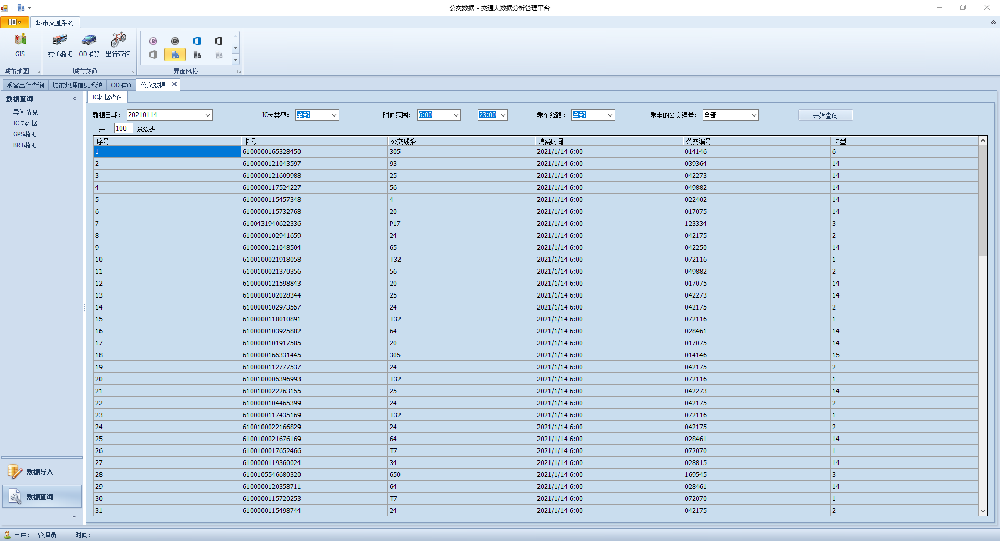 公交数据 - 交通大数据分析管理平台
城市交通系统
GIS 交通数据 OD推算 出行查询
城市地图 城市交通 界面风格
乘客出行查询 城市地理信息系统 OD推算 公交数据
数据查询
导入情况
IC卡数据
GPS数据
BRT数据
数据导入
数据查询
IC数据查询
数据日期: 20210114 IC卡类型: 全部 时间范围: 6:00 —— 23:00 乘车线路: 全部 乘坐的公交编号: 全部 开始查询
共 100 条数据
序号 卡号 公交线路 消费时间 公交编号 卡型
1 6100000165328450 305 2021/1/14 6:00 014146 6
2 6100000121043597 93 2021/1/14 6:00 039364 14
3 6100000121609988 25 2021/1/14 6:00 042273 14
4 6100000117524227 56 2021/1/14 6:00 049882 14
5 6100000115457348 4 2021/1/14 6:00 022402 14
6 6100000115732768 20 2021/1/14 6:00 017075 14
7 6100431940622336 P17 2021/1/14 6:00 123334 3
8 6100000102941659 24 2021/1/14 6:00 042175 2
9 6100000121048504 65 2021/1/14 6:00 042250 14
10 6100100021918058 T32 2021/1/14 6:00 072116 1
11 6100100021370356 56 2021/1/14 6:00 049882 2
12 6100000121598843 20 2021/1/14 6:00 017075 14
13 6100000102028344 25 2021/1/14 6:00 042273 14
14 6100000102973557 24 2021/1/14 6:00 042175 2
15 6100000118010891 T32 2021/1/14 6:00 072116 1
16 6100000103925882 64 2021/1/14 6:00 028461 14
17 6100000101917585 20 2021/1/14 6:00 017075 14
18 6100000165331445 305 2021/1/14 6:00 014146 15
19 6100000112777537 24 2021/1/14 6:00 042175 2
20 6100100005396993 T32 2021/1/14 6:00 072116 1
21 6100100022263155 25 2021/1/14 6:00 042273 14
22 6100000104465399 24 2021/1/14 6:00 042175 2
23 6100000117435169 T32 2021/1/14 6:00 072116 1
24 6100100022166829 24 2021/1/14 6:00 042175 2
25 6100100021676169 64 2021/1/14 6:00 028461 14
26 6100100017652466 T7 2021/1/14 6:00 072070 1
27 6100000119360024 34 2021/1/14 6:00 028815 14
28 6100105546680320 650 2021/1/14 6:00 169545 3
29 6100000120358711 64 2021/1/14 6:00 028461 14
30 6100000115720253 T7 2021/1/14 6:00 072070 1
31 6100000115498744 24 2021/1/14 6:00 042175 2
用户: 管理员 时间: